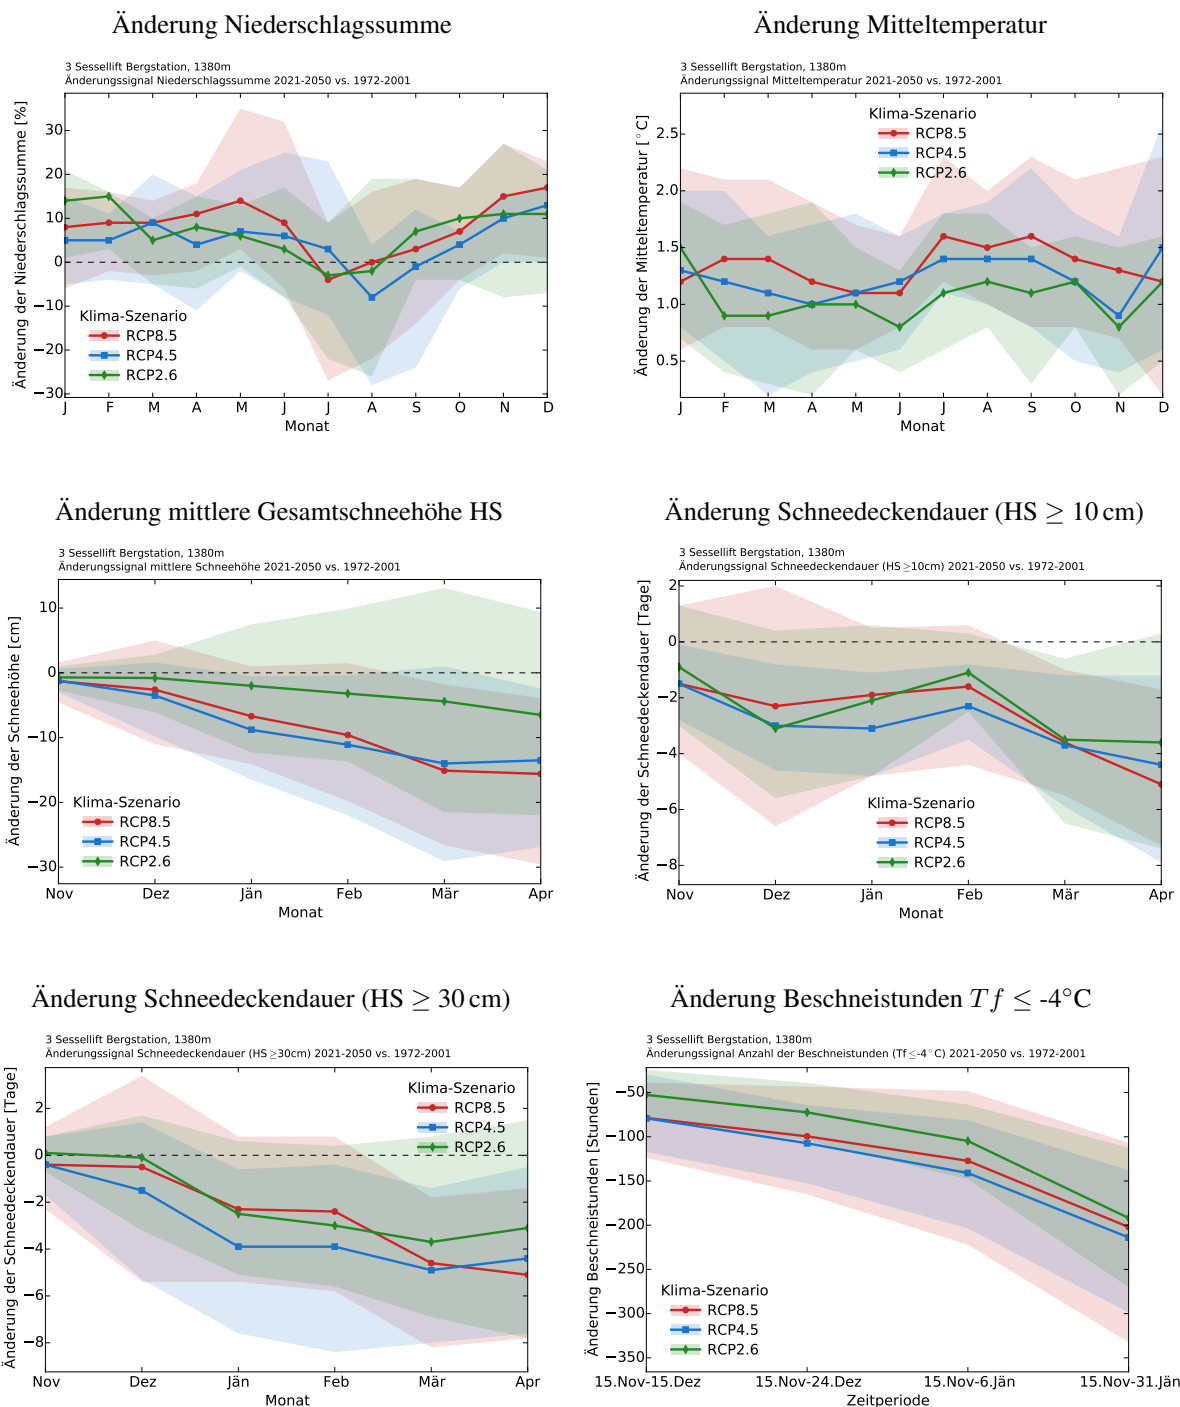 Änderung Niederschlagssumme
3 Sessellift Bergstation, 1380m
Änderungssignal Niederschlagssumme 2021-2050 vs. 1972-2001
Änderung der Niederschlagssumme [%]
30
20
10
0
−10
−20
−30
Klima-Szenario
RCP8.5
RCP4.5
RCP2.6
J F M A M J J A S O N D
Monat
Änderung Mitteltemperatur
3 Sessellift Bergstation, 1380m
Änderungssignal Mitteltemperatur 2021-2050 vs. 1972-2001
Änderung der Mitteltemperatur [°C]
2.5
2.0
1.5
1.0
0.5
Klima-Szenario
RCP8.5
RCP4.5
RCP2.6
J F M A M J J A S O N D
Monat
Änderung mittlere Gesamtschneehöhe HS
3 Sessellift Bergstation, 1380m
Änderungssignal mittlere Schneehöhe 2021-2050 vs. 1972-2001
Änderung der Schneehöhe [cm]
10
0
−10
−20
−30
Klima-Szenario
RCP8.5
RCP4.5
RCP2.6
Nov Dez Jän Feb Mär Apr
Monat
Änderung Schneedeckendauer (HS ≥ 10 cm)
3 Sessellift Bergstation, 1380m
Änderungssignal Schneedeckendauer (HS ≥10cm) 2021-2050 vs. 1972-2001
Änderung der Schneedeckendauer [Tage]
2
0
−2
−4
−6
−8
Klima-Szenario
RCP8.5
RCP4.5
RCP2.6
Nov Dez Jän Feb Mär Apr
Monat
Änderung Schneedeckendauer (HS ≥ 30 cm)
3 Sessellift Bergstation, 1380m
Änderungssignal Schneedeckendauer (HS ≥30cm) 2021-2050 vs. 1972-2001
Änderung der Schneedeckendauer [Tage]
2
0
−2
−4
−6
−8
Klima-Szenario
RCP8.5
RCP4.5
RCP2.6
Nov Dez Jän Feb Mär Apr
Monat
Änderung Beschneistunden Tf ≤ -4°C
3 Sessellift Bergstation, 1380m
Änderungssignal Anzahl der Beschneistunden (Tf ≤-4°C) 2021-2050 vs. 1972-2001
Änderung Beschneistunden [Stunden]
−50
−100
−150
−200
−250
−300
−350
Klima-Szenario
RCP8.5
RCP4.5
RCP2.6
15.Nov-15.Dez 15.Nov-24.Dez 15.Nov-6.Jän 15.Nov-31.Jän
Zeitperiode